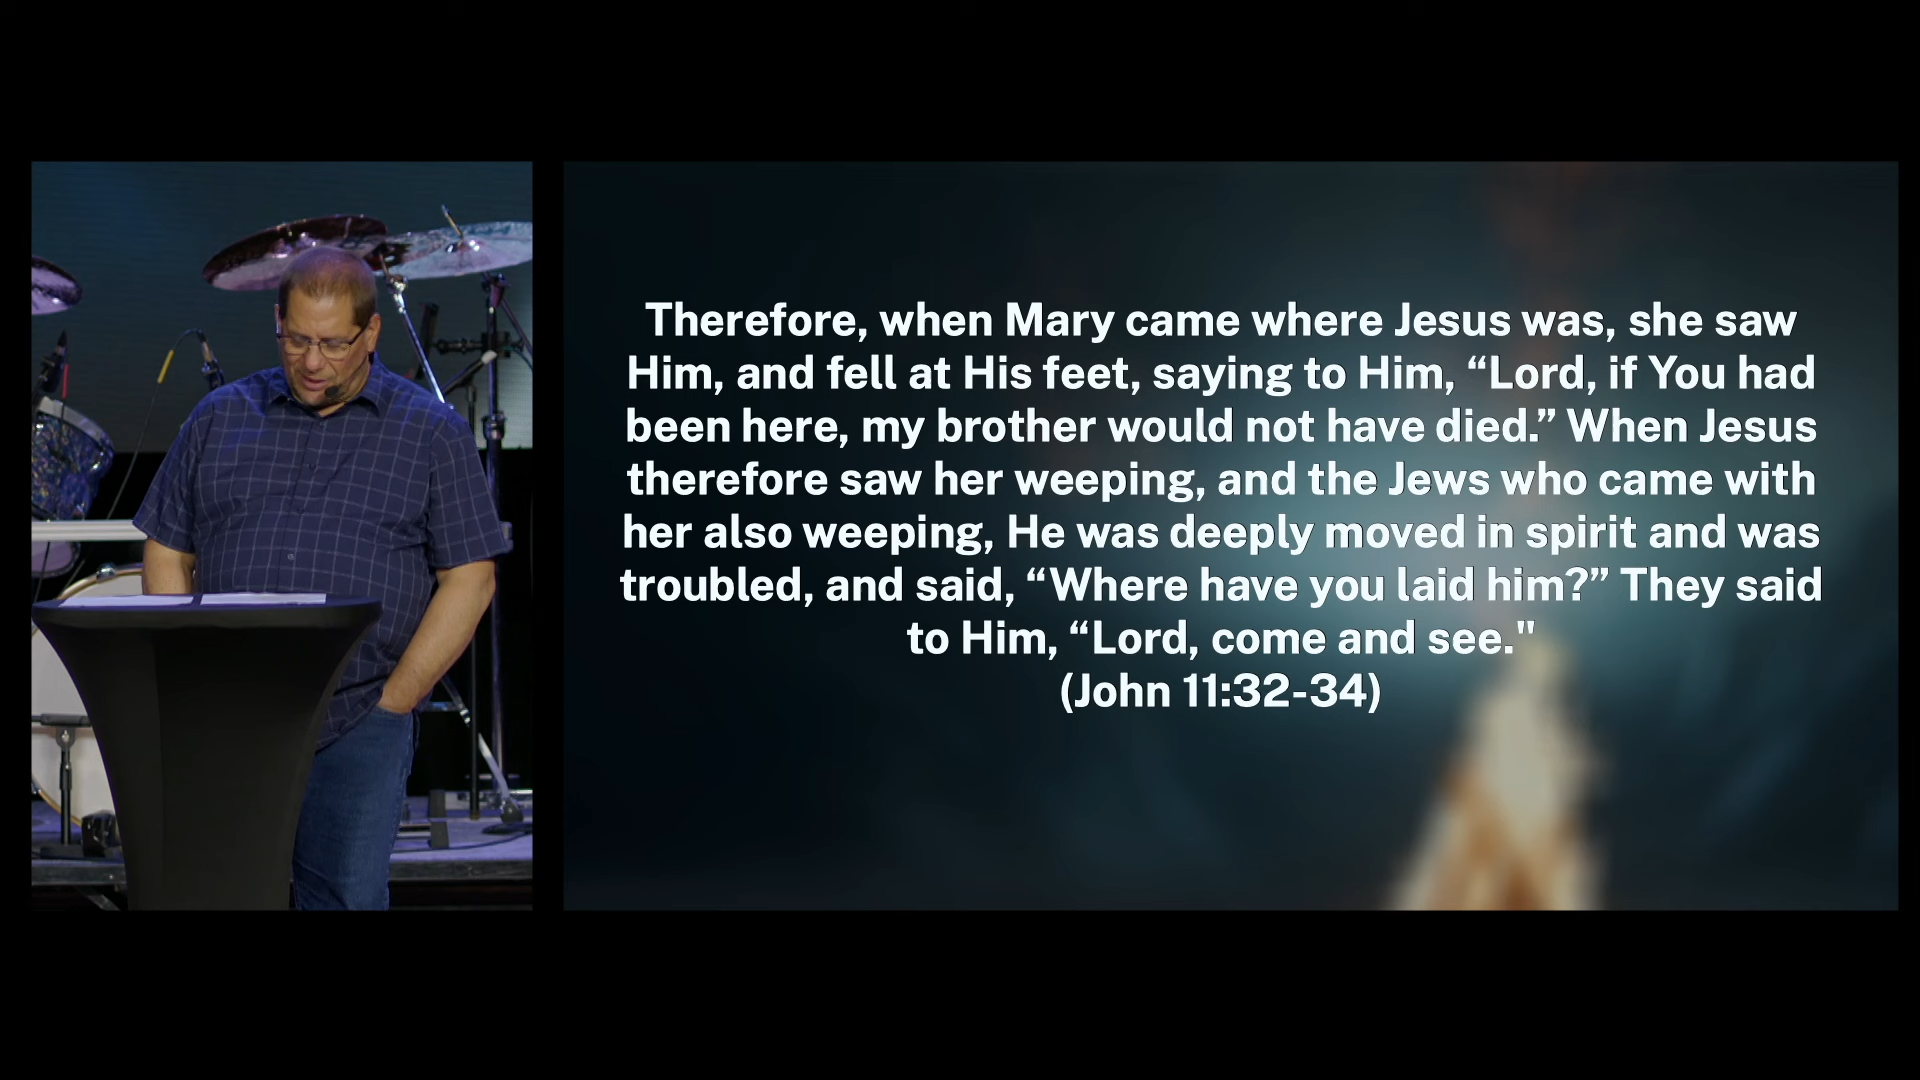 Therefore, when Mary came where Jesus was, she saw
Him, and fell at His feet, saying to Him, “Lord, if You had
been here, my brother would not have died.” When Jesus
therefore saw her weeping, and the Jews who came with
her also weeping, He was deeply moved in spirit and was
troubled, and said, “Where have you laid him?” They said
to Him, “Lord, come and see."
(John 11:32-34)